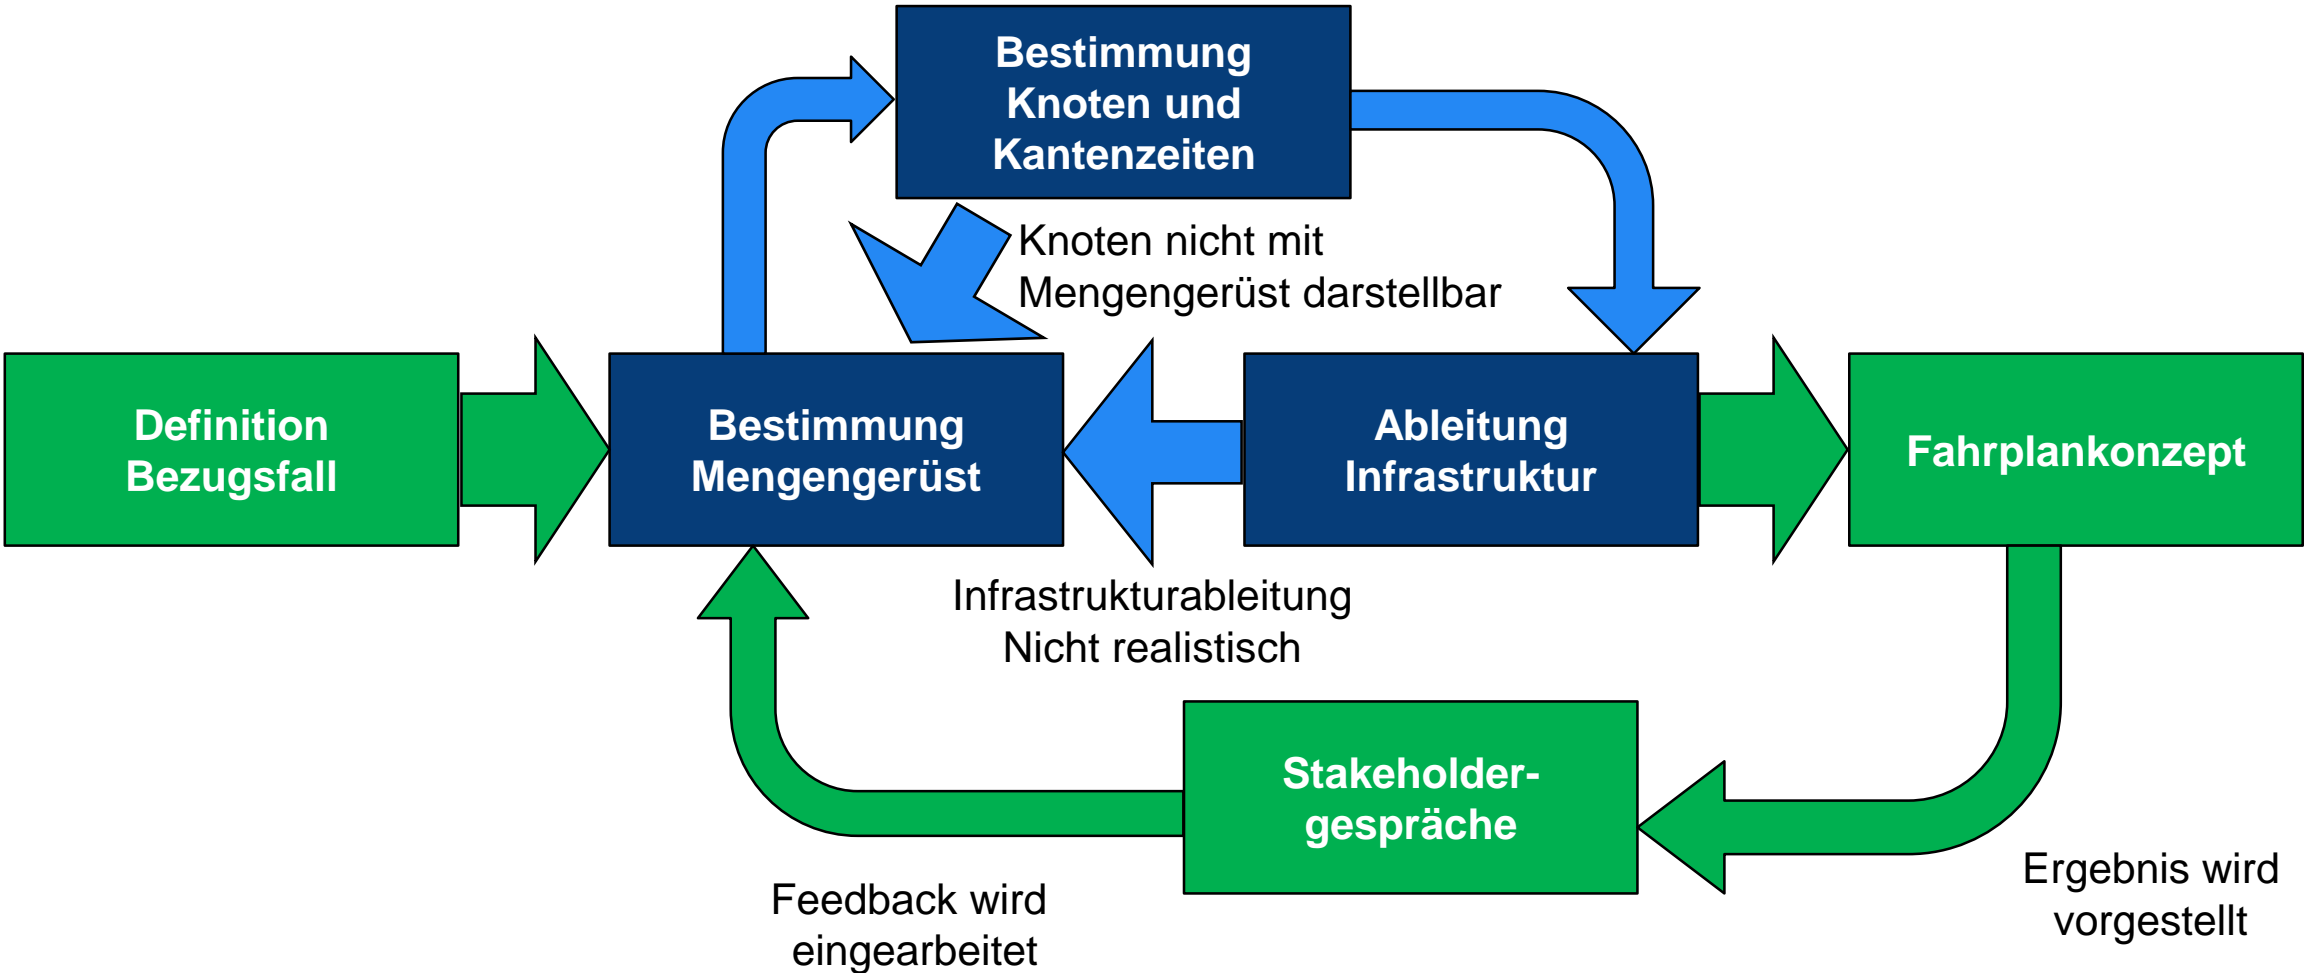 Bestimmung
Knoten und
Kantenzeiten
Knoten nicht mit
Mengengerüst darstellbar
Definition
Bezugsfall
Bestimmung
Mengengerüst
Ableitung
Infrastruktur
Fahrplankonzept
Infrastrukturableitung
Nicht realistisch
Stakeholder-
gespräche
Ergebnis wird
vorgestellt
Feedback wird
eingearbeitet